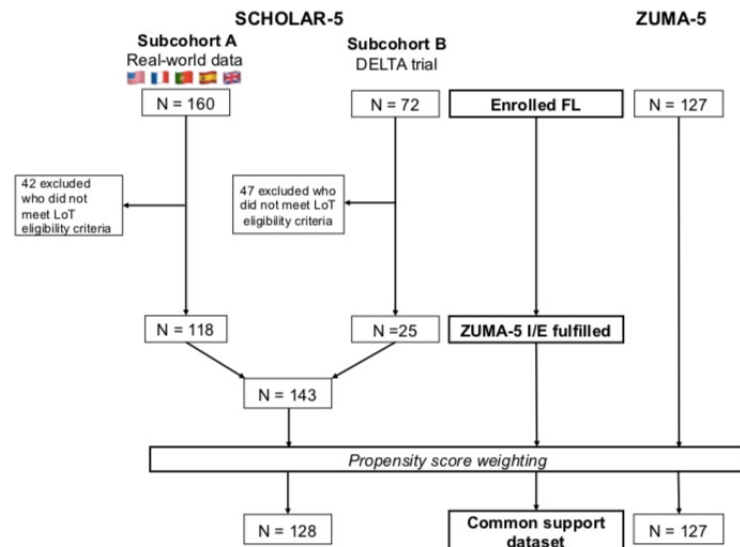 SCHOLAR-5
ZUMA-5
Subcohort A
Real-world data
Subcohort B
DELTA trial
N = 160
N = 72
Enrolled FL
N = 127
42 excluded
who did not
meet LoT
eligibility criteria
47 excluded who
did not meet LoT
eligibility criteria
N = 118
N =25
ZUMA-5 I/E fulfilled
N = 143
Propensity score weighting
N = 128
Common support
dataset
N = 127